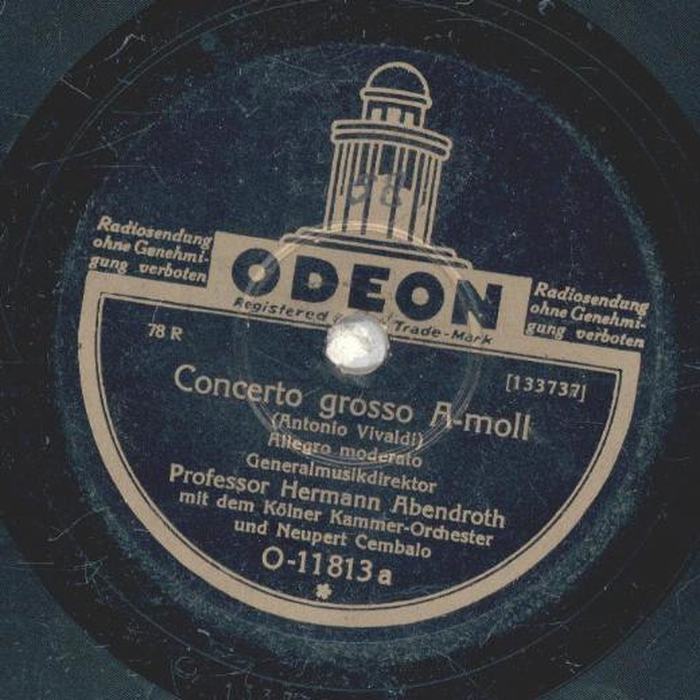 Radiosendung
ohne Genehmi-
gung verboten
ODEON
Registered Trade-Mark
Radiosendung
ohne Genehmi-
gung verboten
78 R
[133737]
Concerto grosso A-moll
(Antonio Vivaldi)
Allegro moderato
Generalmusikdirektor
Professor Hermann Abendroth
mit dem Kölner Kammer-Orchester
und Neupert Cembalo
O-11813a